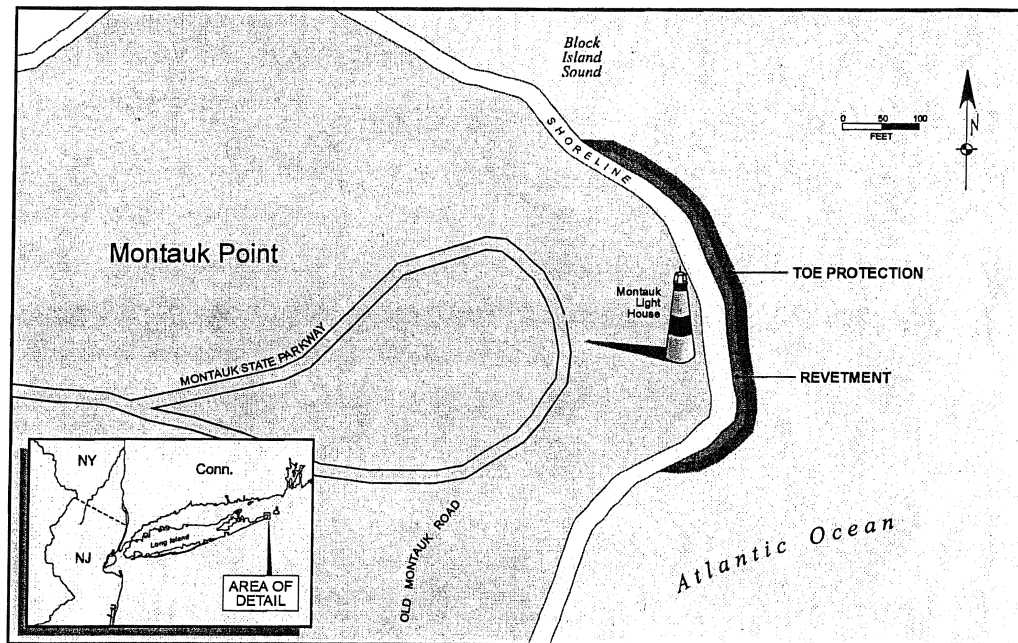 Block
Island
Sound
0 50 100
FEET
N
SHORELINE
Montauk Point
TOE PROTECTION
Montauk
Light
House
MONTAUK STATE PARKWAY
REVETMENT
NY
Conn.
Long Island
NJ
AREA OF
DETAIL
OLD MONTAUK ROAD
Atlantic Ocean